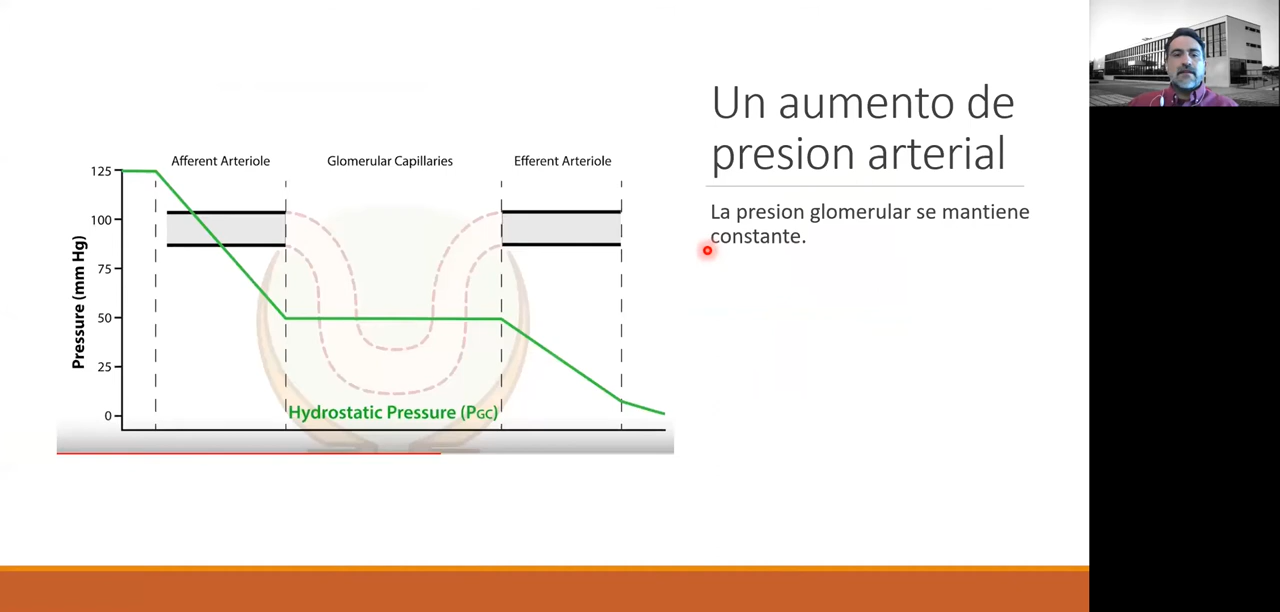 Un aumento de
presion arterial
La presion glomerular se mantiene
constante.
Afferent Arteriole
Glomerular Capillaries
Efferent Arteriole
Pressure (mm Hg)
125
100
75
50
25
0
Hydrostatic Pressure (PGC)